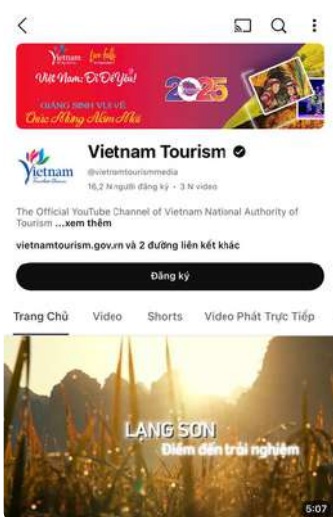 Vietnam
Việt Nam: Đi Để Yêu!
2025
GIÁNG SINH VUI VẺ
Chúc Mừng Năm Mới
Vietnam
Vietnam Tourism
@vietnamtourismmedia
16,2 N người đăng ký • 3 N video
The Official YouTube Channel of Vietnam National Authority of
Tourism ...xem thêm
vietnamtourism.gov.vn và 2 đường liên kết khác
Đăng ký
Trang Chủ Video Shorts Video Phát Trực Tiếp
LẠNG SƠN
Điểm đến trải nghiệm
5:07